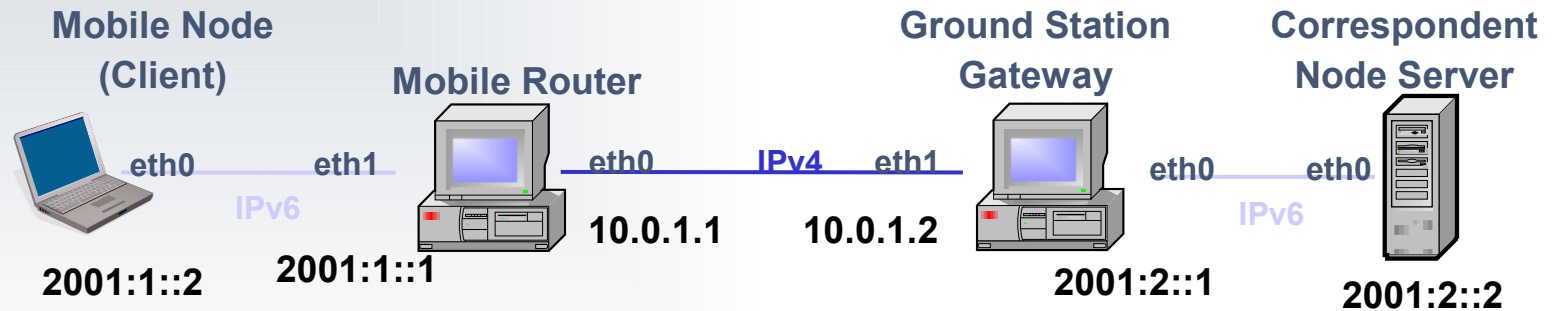 Mobile Node
(Client)
Mobile Router
Ground Station
Gateway
Correspondent
Node Server
eth0
eth1
eth0
IPv4
eth1
eth0
eth0
IPv6
IPv6
10.0.1.1
10.0.1.2
2001:1::2
2001:1::1
2001:2::1
2001:2::2